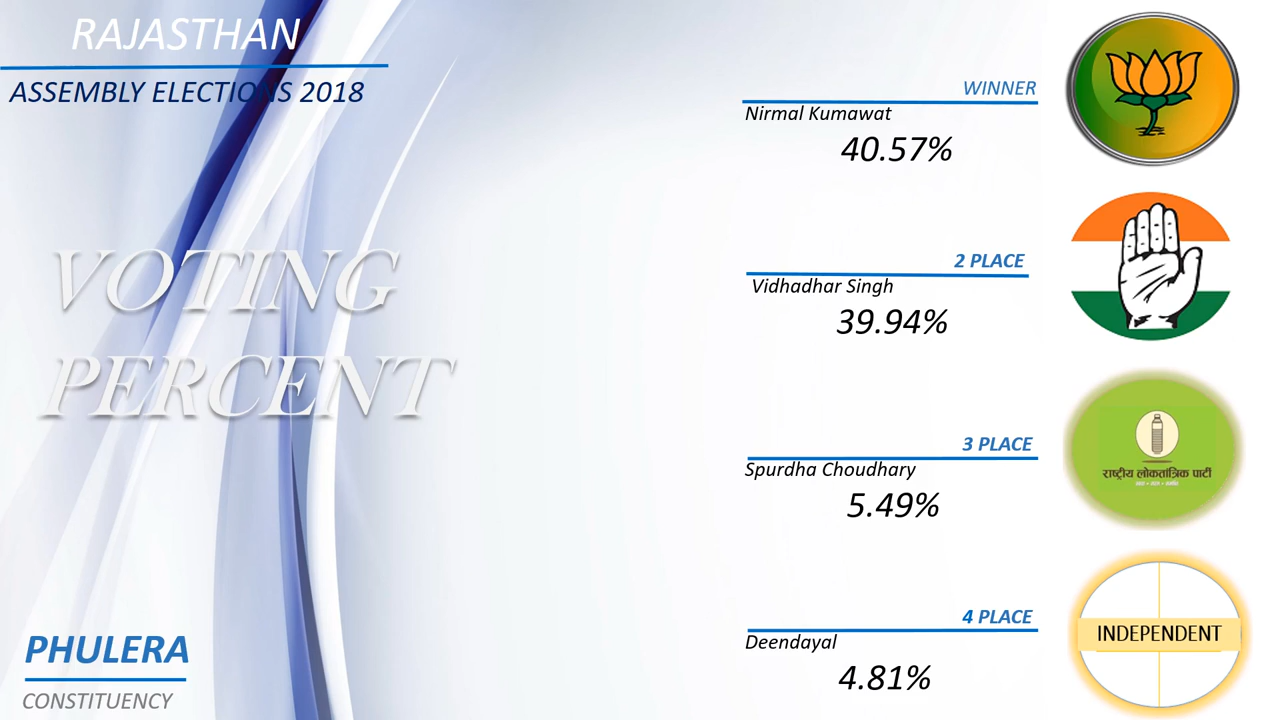 RAJASTHAN
ASSEMBLY ELECTIONS 2018
VOTING
PERCENT
PHULERA
CONSTITUENCY
WINNER
Nirmal Kumawat
40.57%
2 PLACE
Vidhadhar Singh
39.94%
3 PLACE
Spurdha Choudhary
5.49%
राष्ट्रीय लोकतांत्रिक पार्टी
4 PLACE
Deendayal
4.81%
INDEPENDENT